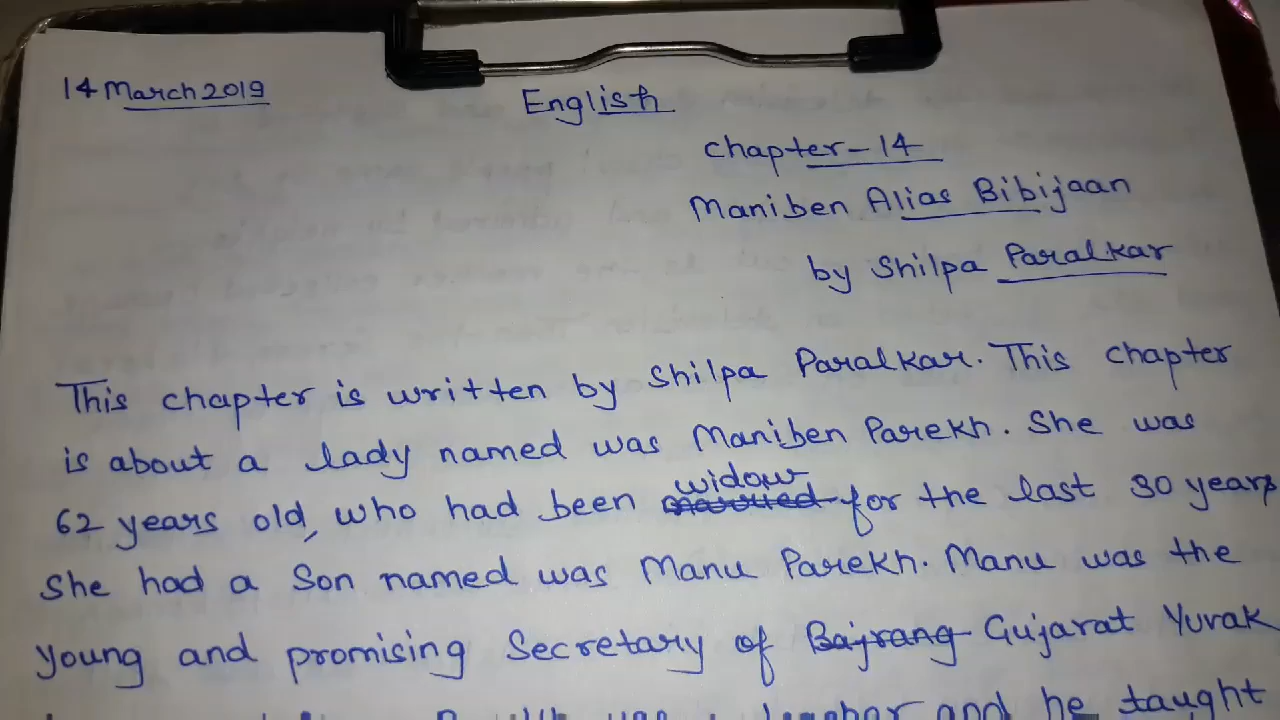 14 March 2019
English
Chapter-14
Maniben Alias Bibijaan
by Shilpa Paralkar
This chapter is written by Shilpa Paralkar. This chapter
is about a lady named was Maniben Parekh. She was
62 years old, who had been widow for the last 30 years
She had a Son named was Manu Parekh. Manu was the
young and promising Secretary of Bajrang Gujarat Yuvak
and he taught